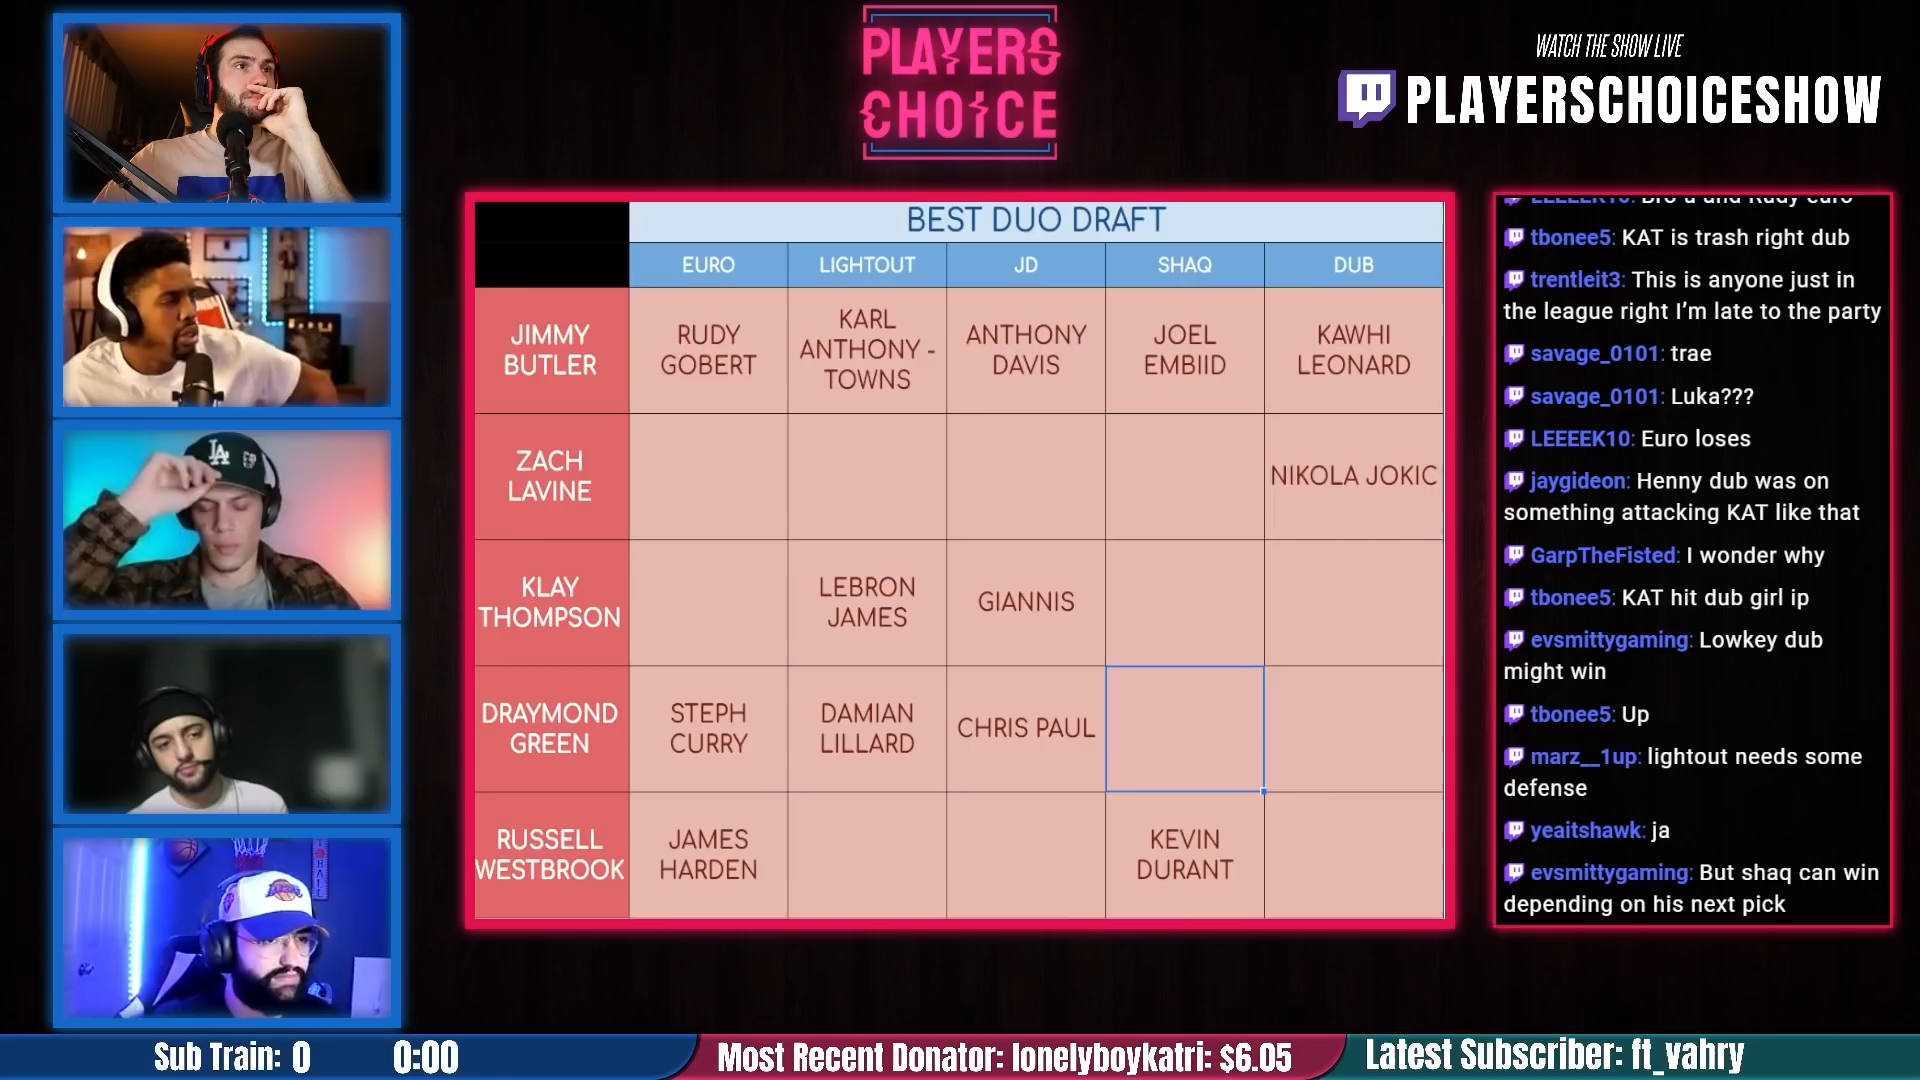 PLAYERS
CHOICE
WATCH THE SHOW LIVE
PLAYERSCHOICESHOW
BEST DUO DRAFT
EURO LIGHTOUT JD SHAQ DUB
JIMMY
BUTLER
RUDY
GOBERT
KARL
ANTHONY -
TOWNS
ANTHONY
DAVIS
JOEL
EMBIID
KAWHI
LEONARD
ZACH
LAVINE
NIKOLA JOKIC
KLAY
THOMPSON
LEBRON
JAMES
GIANNIS
DRAYMOND
GREEN
STEPH
CURRY
DAMIAN
LILLARD
CHRIS PAUL
RUSSELL
WESTBROOK
JAMES
HARDEN
KEVIN
DURANT
tbonee5: KAT is trash right dub
trentleit3: This is anyone just in
the league right I’m late to the party
savage_0101: trae
savage_0101: Luka???
LEEEEK10: Euro loses
jaygideon: Henny dub was on
something attacking KAT like that
GarpTheFisted: I wonder why
tbonee5: KAT hit dub girl ip
evsmittygaming: Lowkey dub
might win
tbonee5: Up
marz__1up: lightout needs some
defense
yeaitshawk: ja
evsmittygaming: But shaq can win
depending on his next pick
LA
Sub Train: 0 0:00
Most Recent Donator: lonelyboykatri: $6.05
Latest Subscriber: ft_vahry